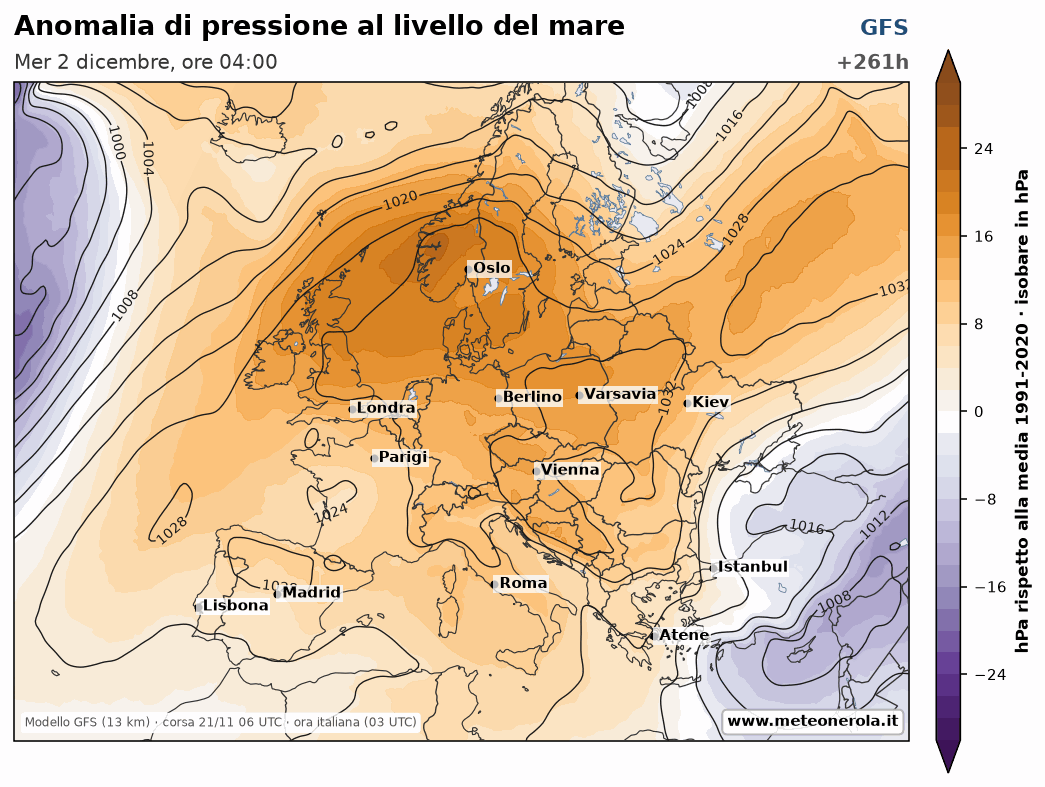 Anomalia di pressione al livello del mare
GFS
Mer 2 dicembre, ore 04:00
+261h
1000
1004
1008
1016
1020
1028
1024
1032
1008
Oslo
24
16
8
0
−8
−16
−24
hPa rispetto alla media 1991-2020 · isobare in hPa
Londra
Berlino
Varsavia
1032
Kiev
Parigi
Vienna
1028
1024
1016
1012
Roma
Istanbul
Madrid
Lisbona
1008
Atene
Modello GFS (13 km) · corsa 21/11 06 UTC · ora italiana (03 UTC)
www.meteonerola.it